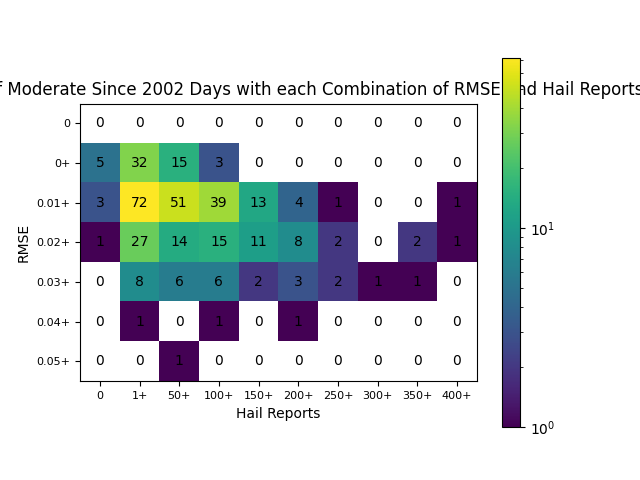 f Moderate Since 2002 Days with each Combination of RMSE nd Hail Reports
0 0 0 0 0 0 0 0 0 0 0
0+ 5 32 15 3 0 0 0 0 0 0
0.01+ 3 72 51 39 13 4 1 0 0 1
0.02+ 1 27 14 15 11 8 2 0 2 1
0.03+ 0 8 6 6 2 3 2 1 1 0
0.04+ 0 1 0 1 0 1 0 0 0 0
0.05+ 0 0 1 0 0 0 0 0 0 0
0 1+ 50+ 100+ 150+ 200+ 250+ 300+ 350+ 400+
Hail Reports
RMSE
10¹
10⁰